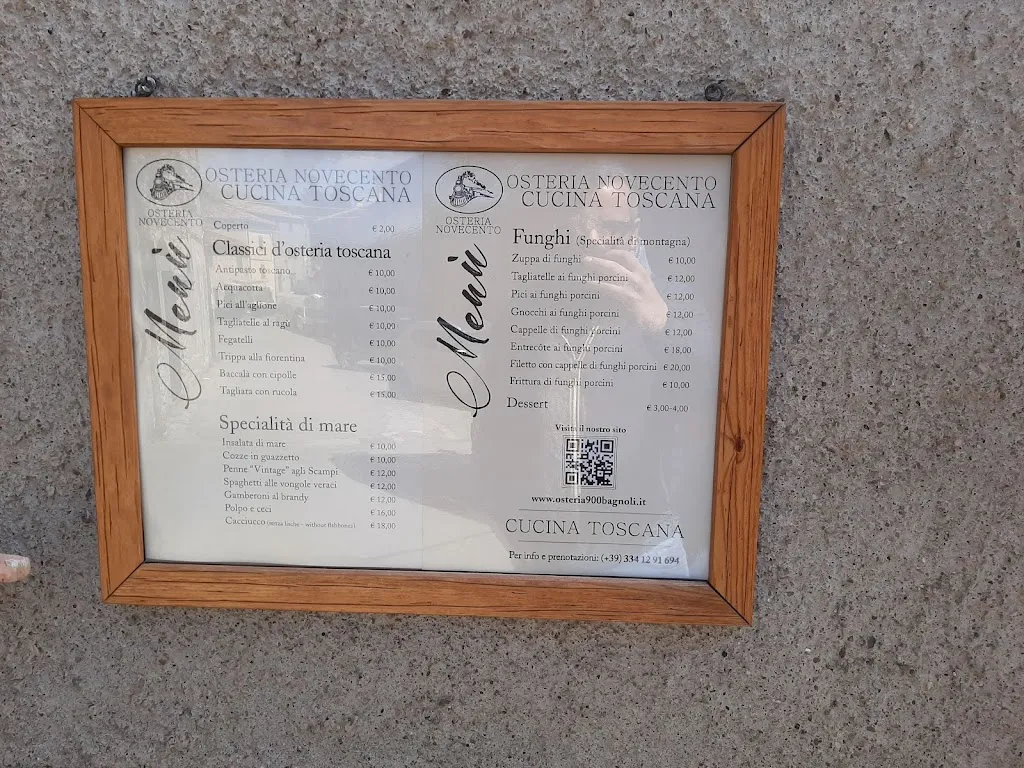 OSTERIA NOVECENTO
CUCINA TOSCANA
OSTERIA
NOVECENTO
Menù
Coperto € 2,00
Classici d'osteria toscana
Antipasto toscano € 10,00
Acquacotta € 10,00
Pici all'aglione € 10,00
Tagliatelle al ragù € 10,00
Fegatelli € 10,00
Trippa alla fiorentina € 10,00
Baccalà con cipolle € 15,00
Tagliara con rucola € 15,00
Specialità di mare
Insalata di mare € 10,00
Cozze in guazzetto € 10,00
Penne "Vintage" agli Scampi € 12,00
Spaghetti alle vongole veraci € 12,00
Gamberoni al brandy € 12,00
Polpo e ceci € 16,00
Cacciucco (senza lische - without fishbones) € 18,00
OSTERIA NOVECENTO
CUCINA TOSCANA
OSTERIA
NOVECENTO
Menù
Funghi (Specialità di montagna)
Zuppa di funghi € 10,00
Tagliatelle ai funghi porcini € 12,00
Pici ai funghi porcini € 12,00
Gnocchi ai funghi porcini € 12,00
Cappelle di funghi porcini € 12,00
Entrecôte ai funghi porcini € 18,00
Filetto con cappelle di funghi porcini € 20,00
Frittura di funghi porcini € 10,00
Dessert € 3,00-4,00
Visita il nostro sito
www.osteria900bagnoli.it
CUCINA TOSCANA
Per info e prenotazioni: (+39) 334 12 91 694